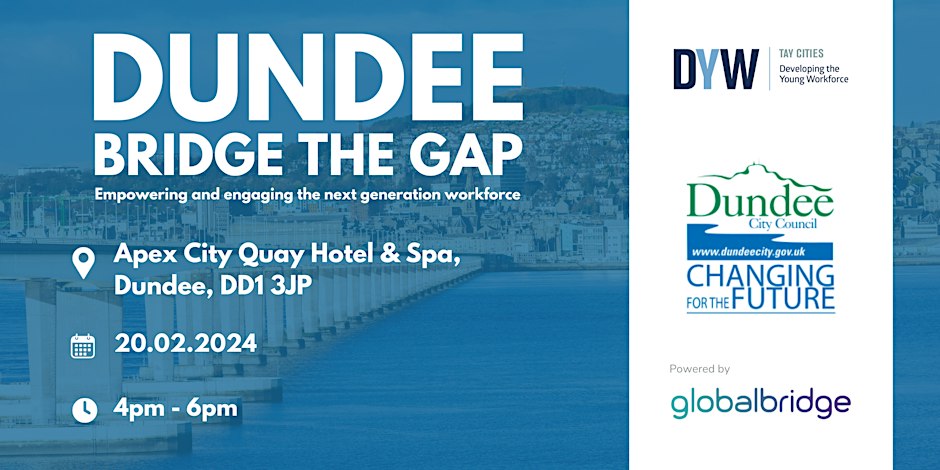 DUNDEE
BRIDGE THE GAP
Empowering and engaging the next generation workforce
Apex City Quay Hotel & Spa,
Dundee, DD1 3JP
20.02.2024
4pm - 6pm
DYW
TAY CITIES
Developing the
Young Workforce
Dundee
City Council
www.dundeecity.gov.uk
CHANGING
FOR THE FUTURE
Powered by
globalbridge